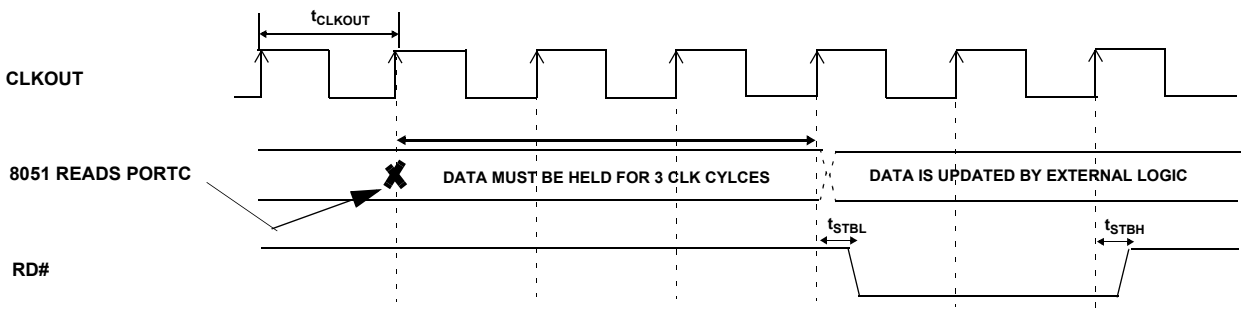 tCLKOUT
CLKOUT
8051 READS PORTC
DATA MUST BE HELD FOR 3 CLK CYLCES
DATA IS UPDATED BY EXTERNAL LOGIC
tSTBL
tSTBH
RD#